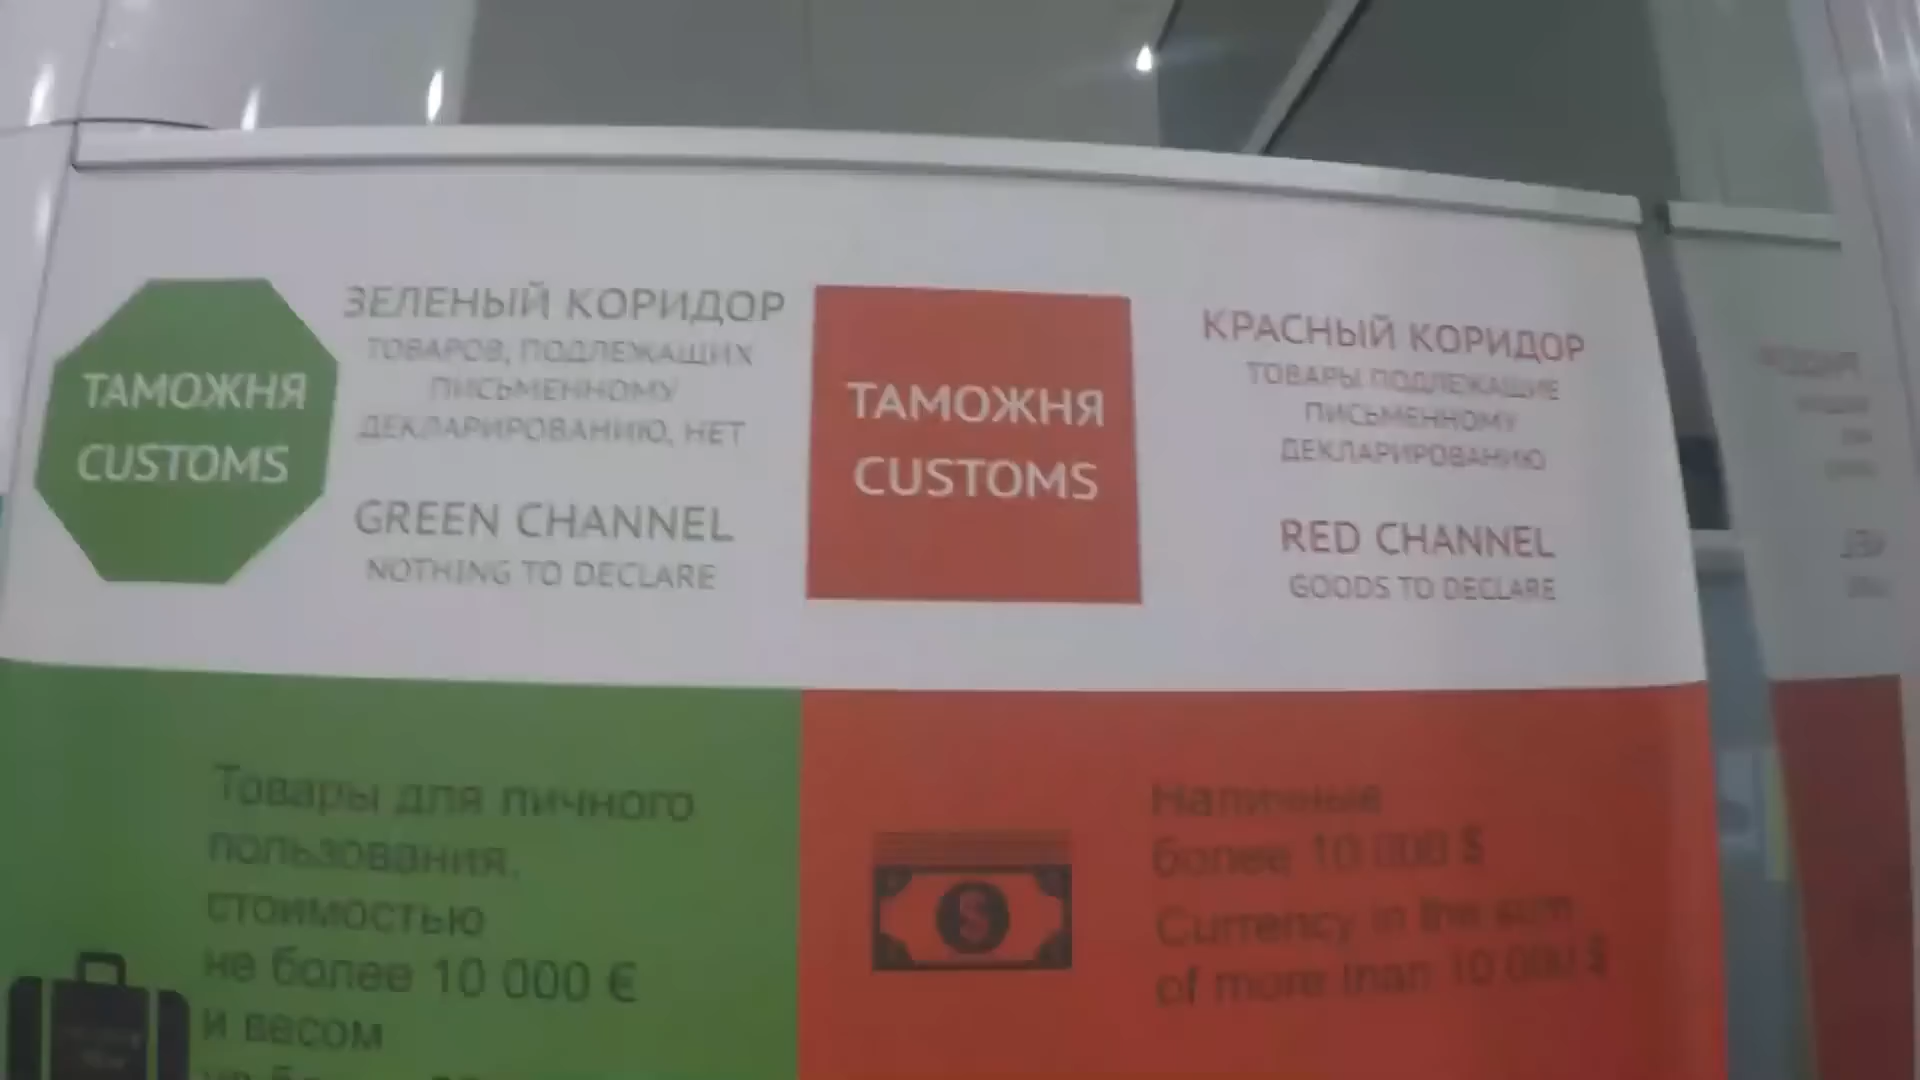 ТАМОЖНЯ
CUSTOMS
ЗЕЛЕНЫЙ КОРИДОР
ТОВАРОВ, ПОДЛЕЖАЩИХ
ПИСЬМЕННОМУ
ДЕКЛАРИРОВАНИЮ, НЕТ
GREEN CHANNEL
NOTHING TO DECLARE
ТАМОЖНЯ
CUSTOMS
КРАСНЫЙ КОРИДОР
ТОВАРЫ ПОДЛЕЖАЩИЕ
ПИСЬМЕННОМУ
ДЕКЛАРИРОВАНИЮ
RED CHANNEL
GOODS TO DECLARE
Товары для личного
пользования,
стоимостью
не более 10 000 €
и весом
Наличные
более 10 000 $
Currency in the sum
of more than 10 000 $